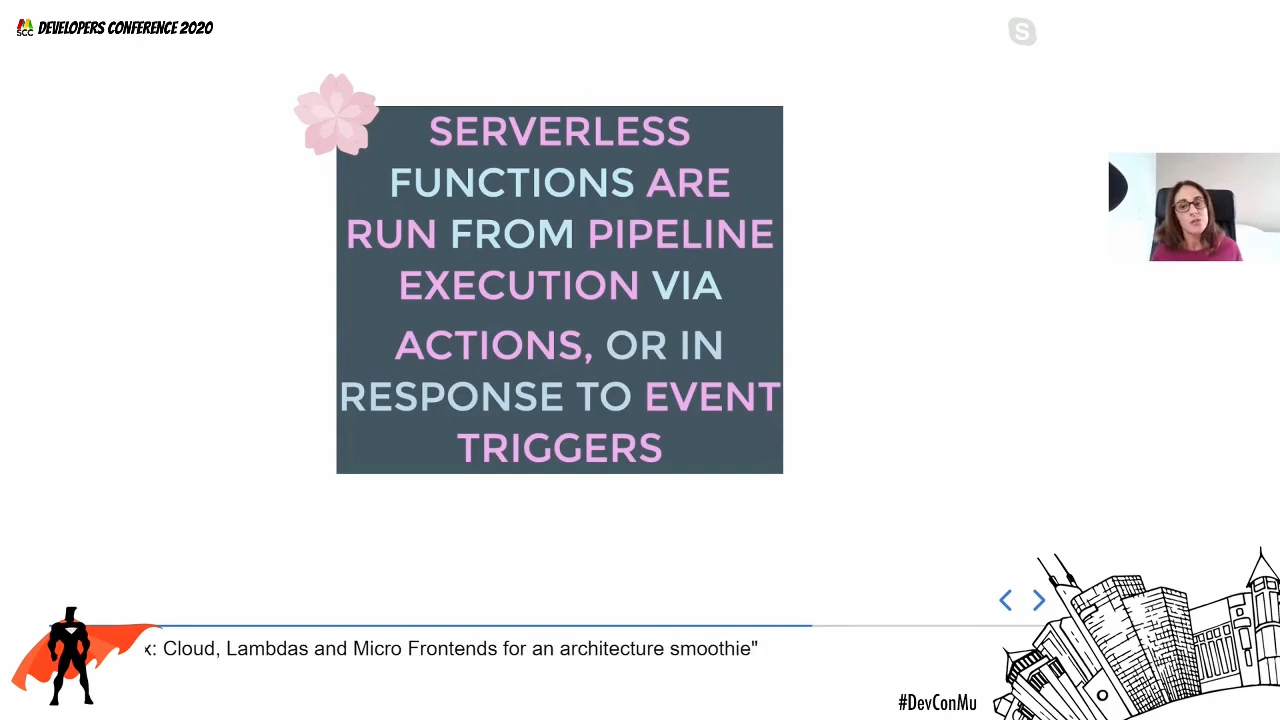 SCC DEVELOPERS CONFERENCE 2020
S
SERVERLESS
FUNCTIONS ARE
RUN FROM PIPELINE
EXECUTION VIA
ACTIONS, OR IN
RESPONSE TO EVENT
TRIGGERS
x: Cloud, Lambdas and Micro Frontends for an architecture smoothie"
#DevConMu